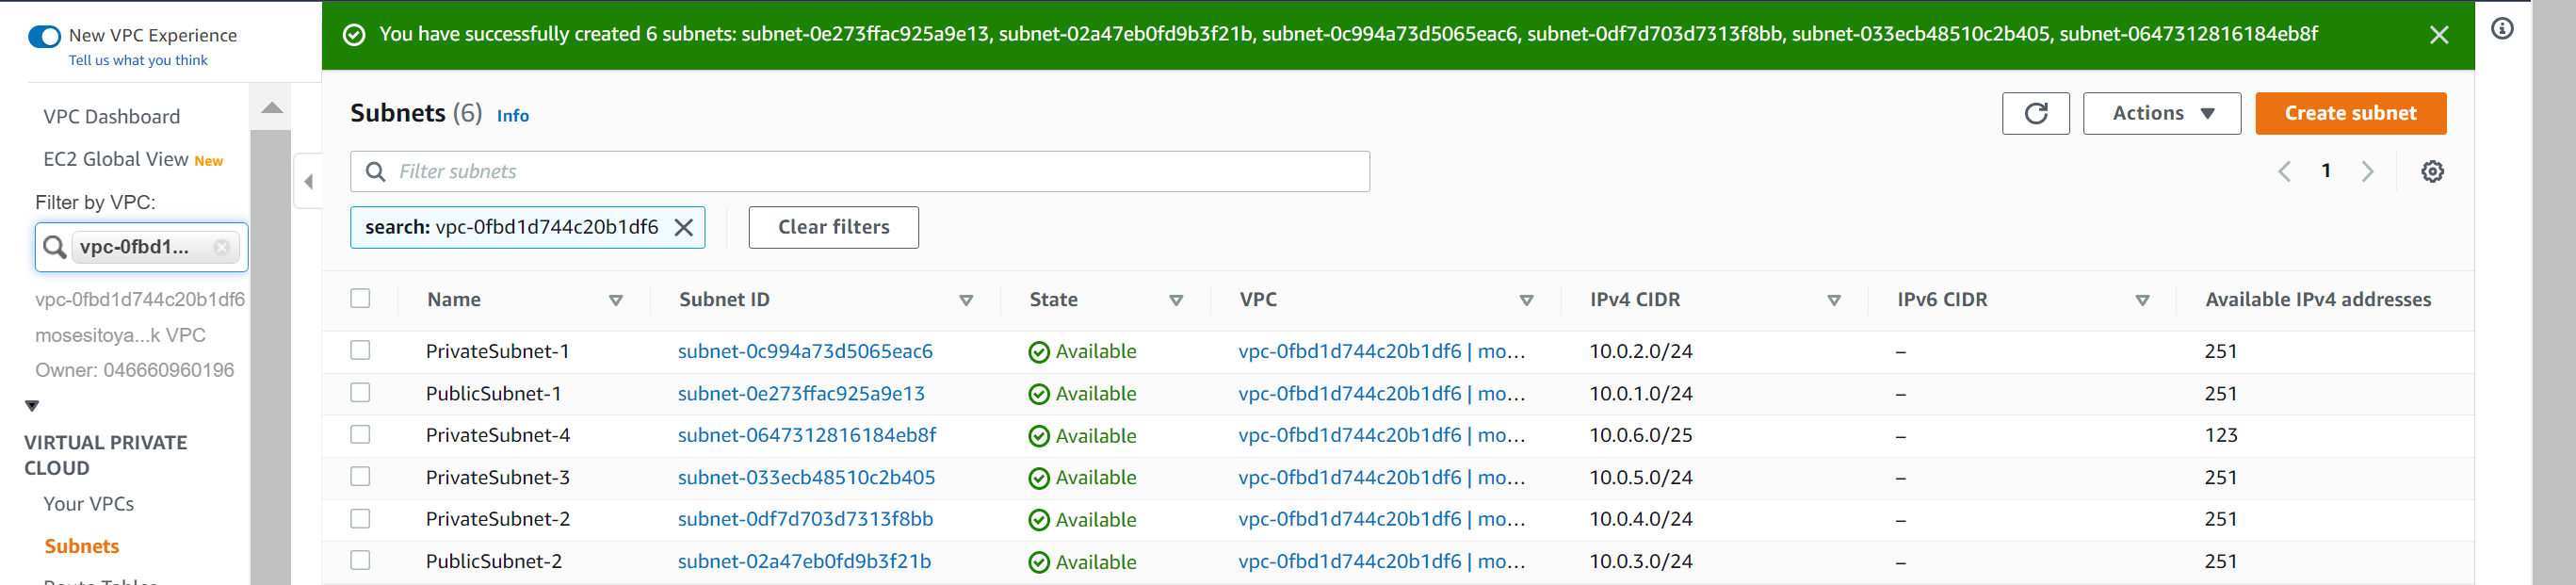 New VPC Experience
Tell us what you think
VPC Dashboard
EC2 Global View New
Filter by VPC:
vpc-0fbd1...
vpc-0fbd1d744c20b1df6
mosesitoya...k VPC
Owner: 046660960196
VIRTUAL PRIVATE
CLOUD
Your VPCs
Subnets
Route Tables
You have successfully created 6 subnets: subnet-0e273ffac925a9e13, subnet-02a47eb0fd9b3f21b, subnet-0c994a73d5065eac6, subnet-0df7d703d7313f8bb, subnet-033ecb48510c2b405, subnet-0647312816184eb8f
Subnets (6) Info
Actions
Create subnet
Filter subnets
1
search: vpc-0fbd1d744c20b1df6
Clear filters
Name Subnet ID State VPC IPv4 CIDR IPv6 CIDR Available IPv4 addresses
PrivateSubnet-1 subnet-0c994a73d5065eac6 Available vpc-0fbd1d744c20b1df6 | mo... 10.0.2.0/24 – 251
PublicSubnet-1 subnet-0e273ffac925a9e13 Available vpc-0fbd1d744c20b1df6 | mo... 10.0.1.0/24 – 251
PrivateSubnet-4 subnet-0647312816184eb8f Available vpc-0fbd1d744c20b1df6 | mo... 10.0.6.0/25 – 123
PrivateSubnet-3 subnet-033ecb48510c2b405 Available vpc-0fbd1d744c20b1df6 | mo... 10.0.5.0/24 – 251
PrivateSubnet-2 subnet-0df7d703d7313f8bb Available vpc-0fbd1d744c20b1df6 | mo... 10.0.4.0/24 – 251
PublicSubnet-2 subnet-02a47eb0fd9b3f21b Available vpc-0fbd1d744c20b1df6 | mo... 10.0.3.0/24 – 251